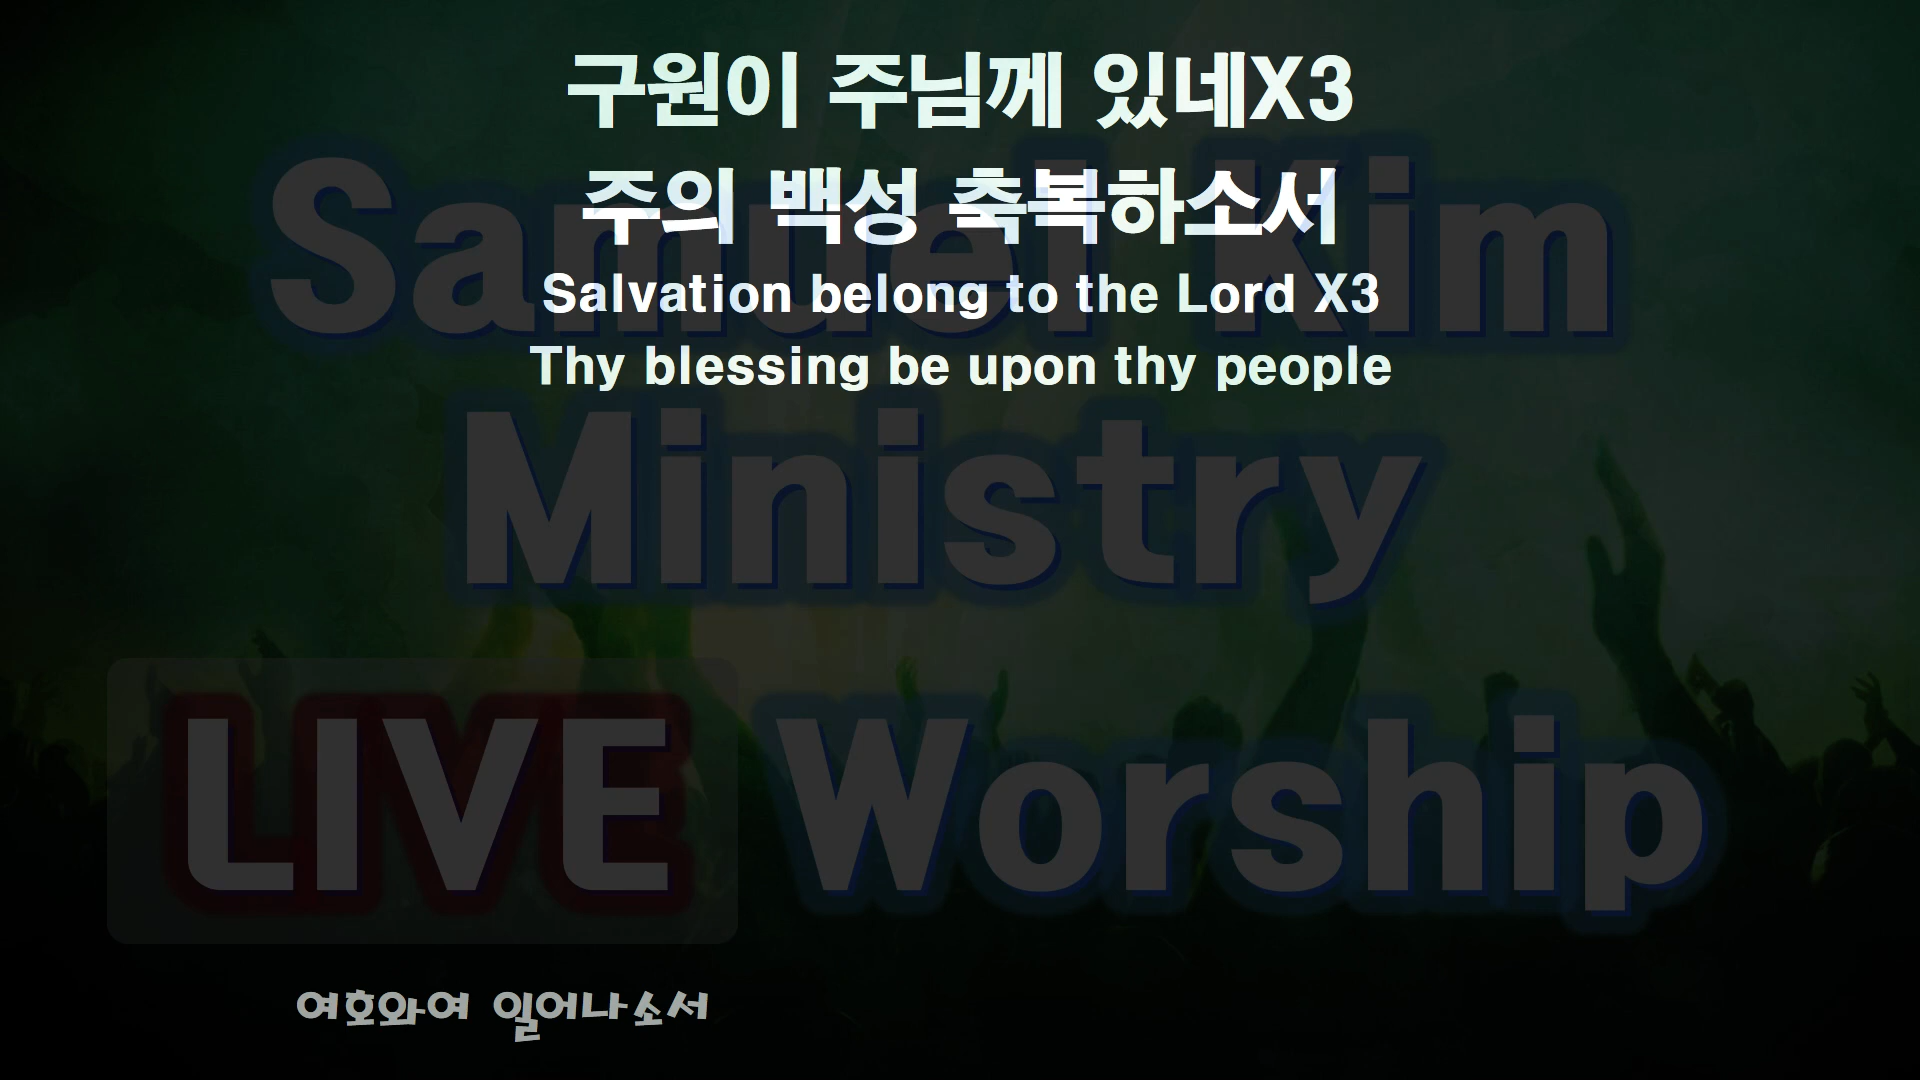 구원이 주님께 있네X3
주의 백성 축복하소서
Salvation belong to the Lord X3
Thy blessing be upon thy people
Samuel Kim
Ministry
LIVE Worship
여호와여 일어나소서